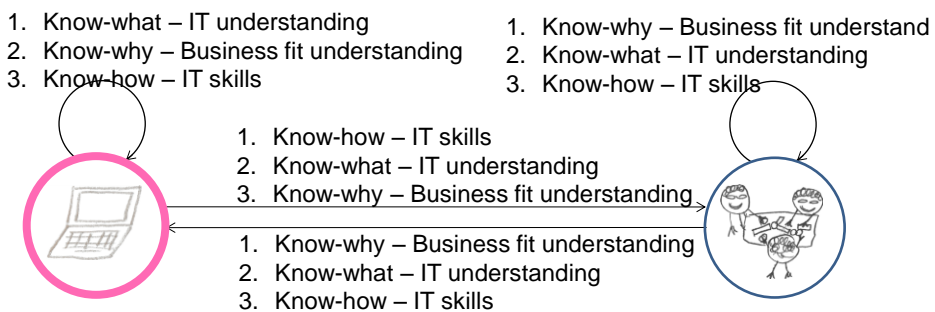 1. Know-what – IT understanding
2. Know-why – Business fit understanding
3. Know-how – IT skills
1. Know-why – Business fit understand
2. Know-what – IT understanding
3. Know-how – IT skills
1. Know-how – IT skills
2. Know-what – IT understanding
3. Know-why – Business fit understanding
1. Know-why – Business fit understanding
2. Know-what – IT understanding
3. Know-how – IT skills